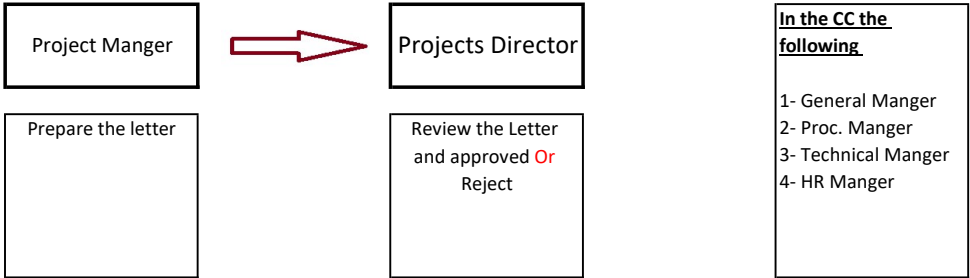 Project Manger
Projects Director
Prepare the letter
Review the Letter
and approved Or
Reject
In the CC the
following
1- General Manger
2- Proc. Manger
3- Technical Manger
4- HR Manger